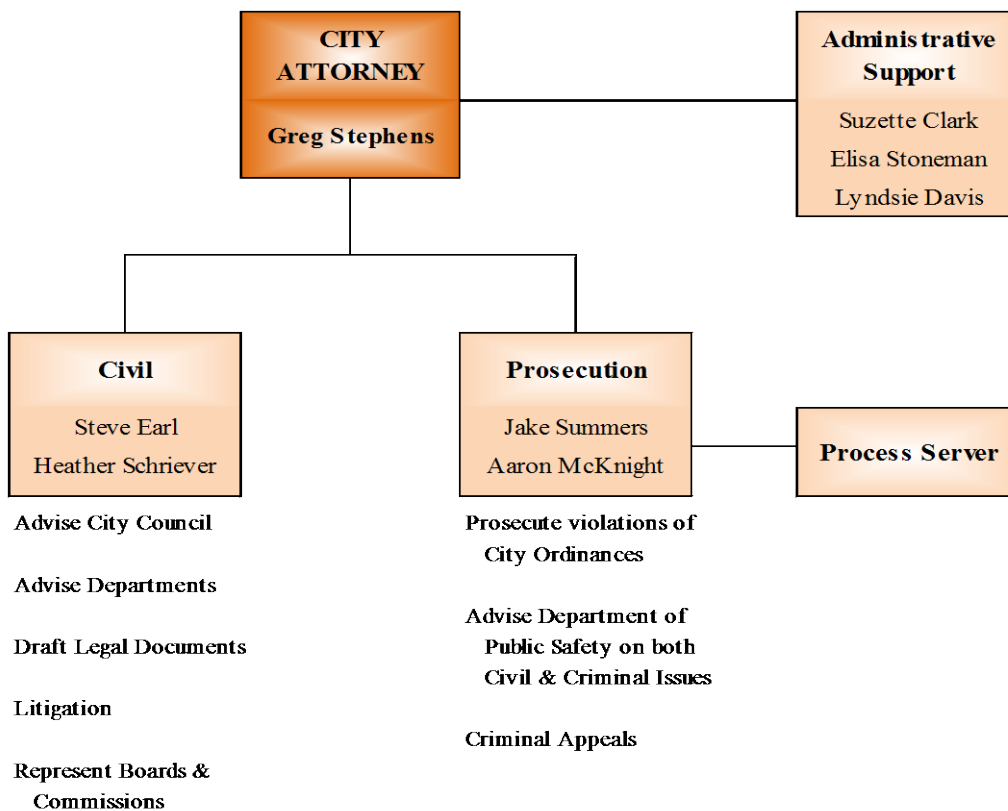 CITY
ATTORNEY
Greg Stephens
Administrative
Support
Suzette Clark
Elisa Stoneman
Lyndsie Davis
Civil
Steve Earl
Heather Schriever
Prosecution
Jake Summers
Aaron McKnight
Process Server
Advise City Council
Advise Departments
Draft Legal Documents
Litigation
Represent Boards &
Commissions
Prosecute violations of
City Ordinances
Advise Department of
Public Safety on both
Civil & Criminal Issues
Criminal Appeals